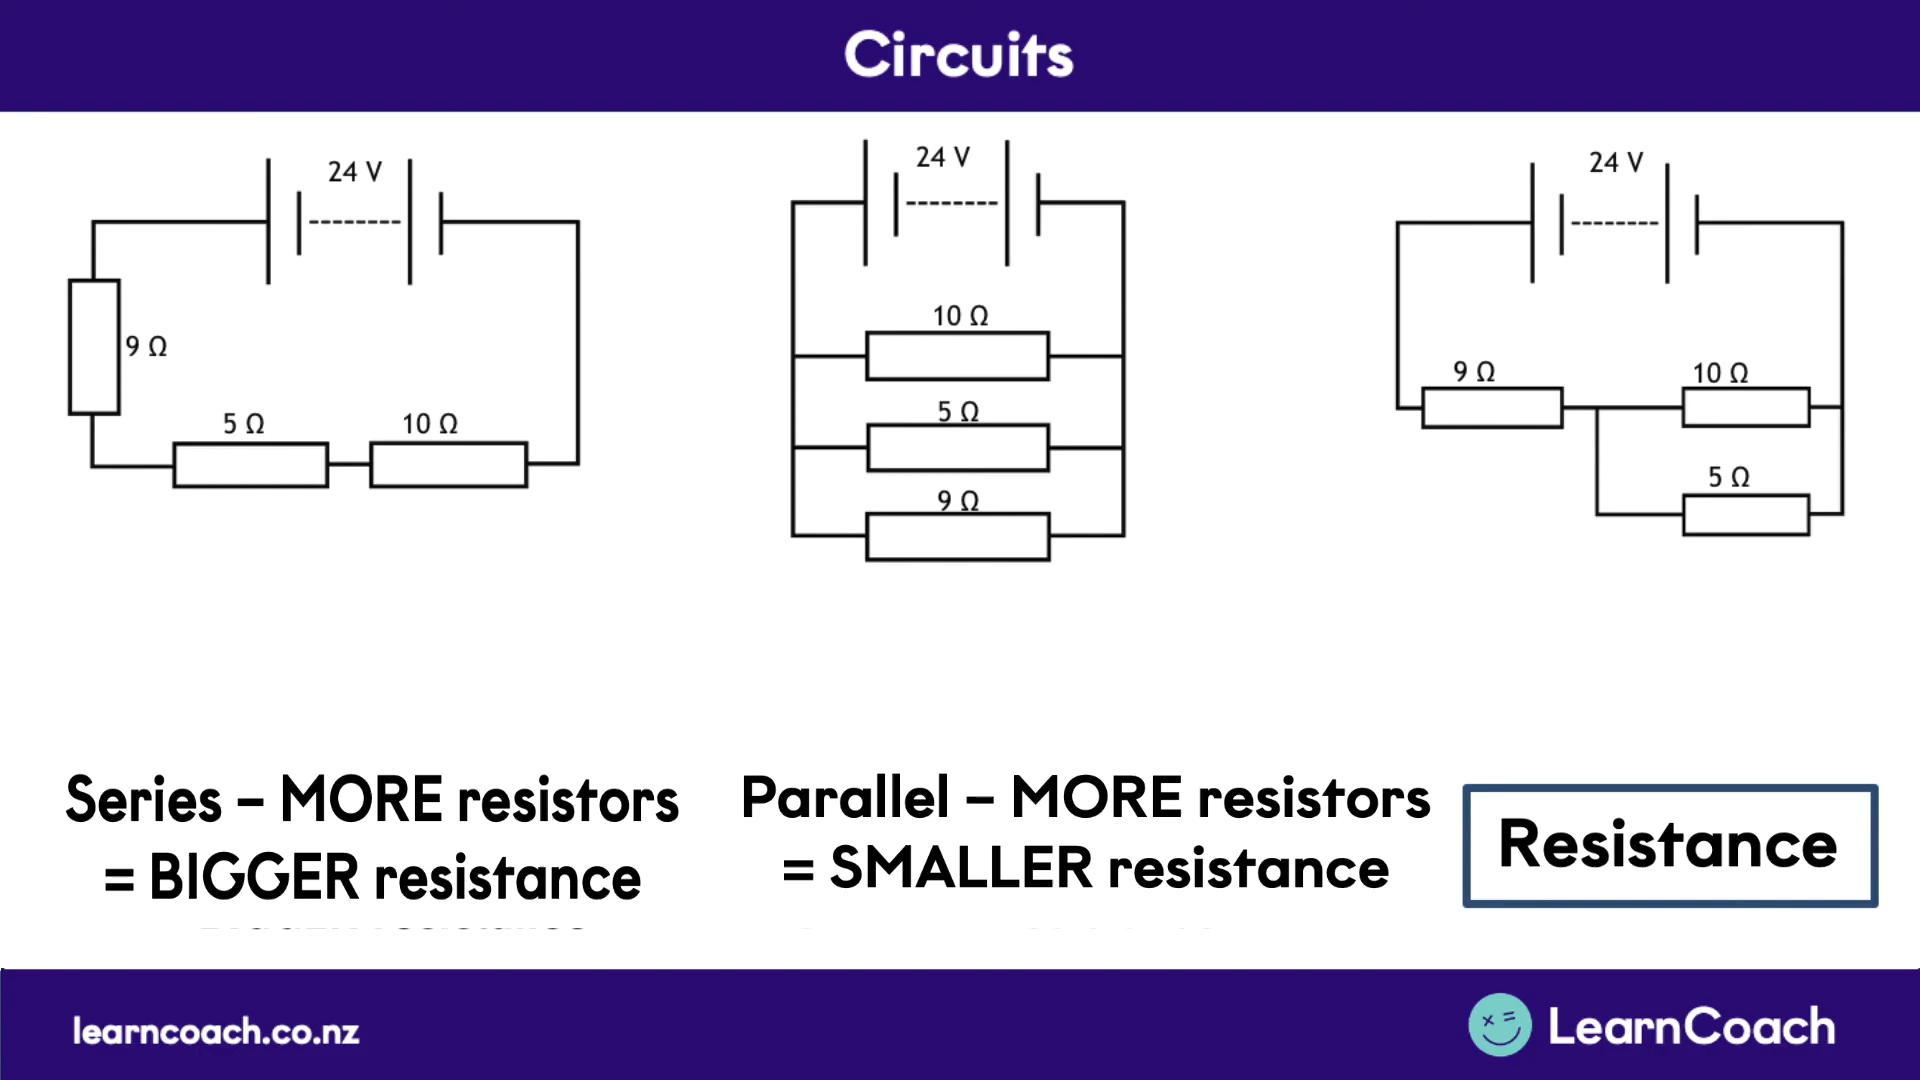 Circuits
24 V
9 Ω
5 Ω
10 Ω
24 V
10 Ω
5 Ω
9 Ω
24 V
9 Ω
10 Ω
5 Ω
Series – MORE resistors
= BIGGER resistance
Parallel – MORE resistors
= SMALLER resistance
Resistance
learncoach.co.nz
LearnCoach